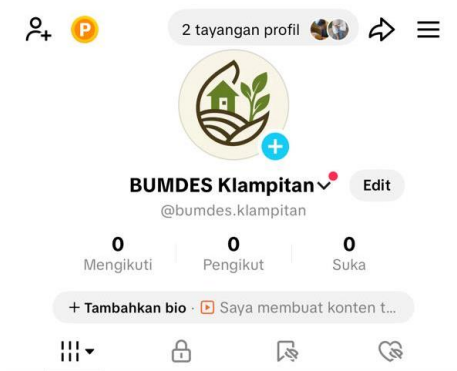 P
2 tayangan profil
BUMDES Klampitan
Edit
@bumdes.klampitan
0 0 0
Mengikuti Pengikut Suka
+ Tambahkan bio · Saya membuat konten t...